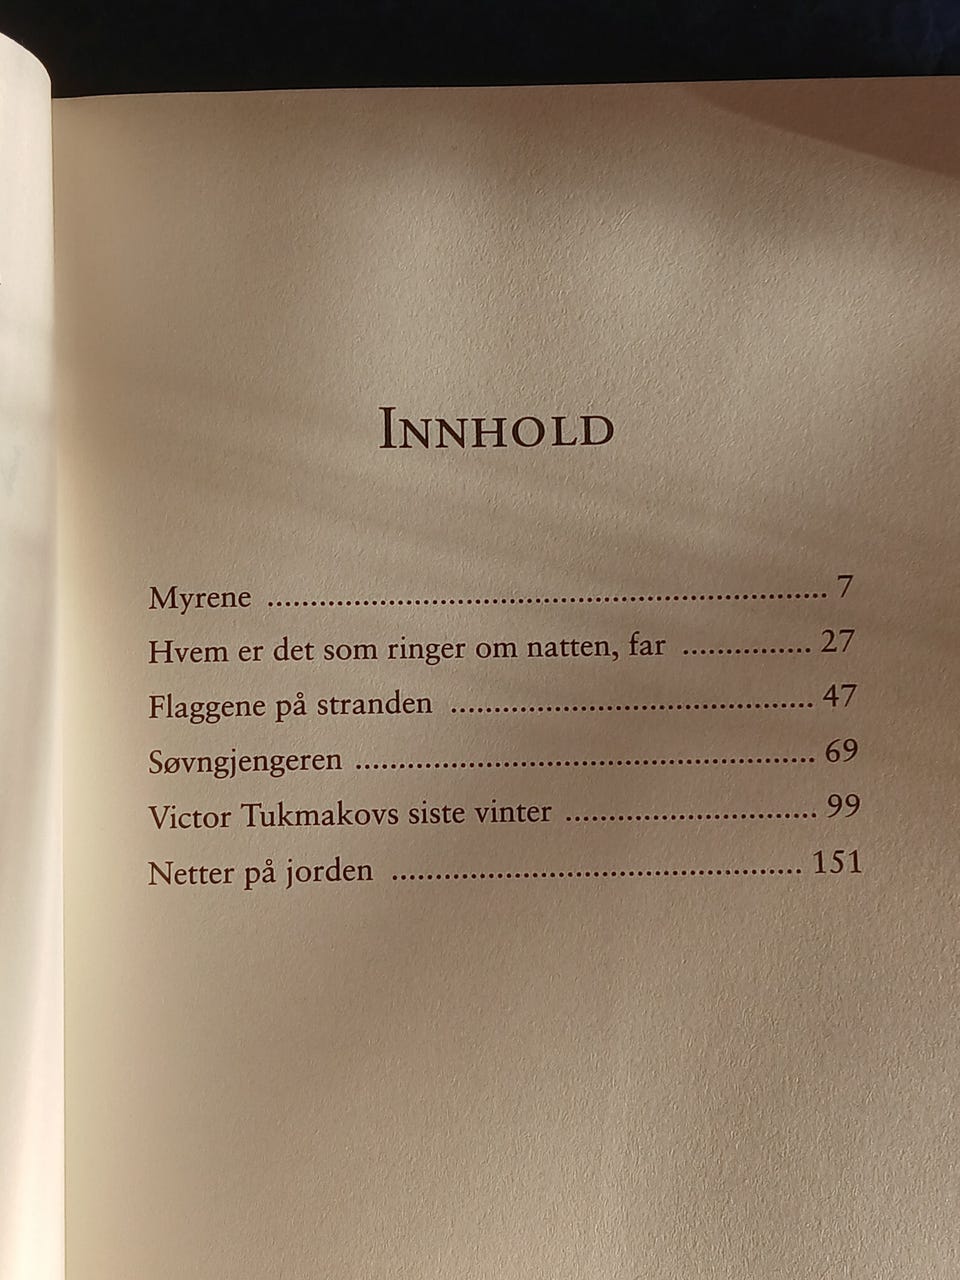 INNHOLD
Myrene .................................................................. 7
Hvem er det som ringer om natten, far ............... 27
Flaggene på stranden .......................................... 47
Søvngjengeren ..................................................... 69
Victor Tukmakovs siste vinter ............................. 99
Netter på jorden ............................................... 151